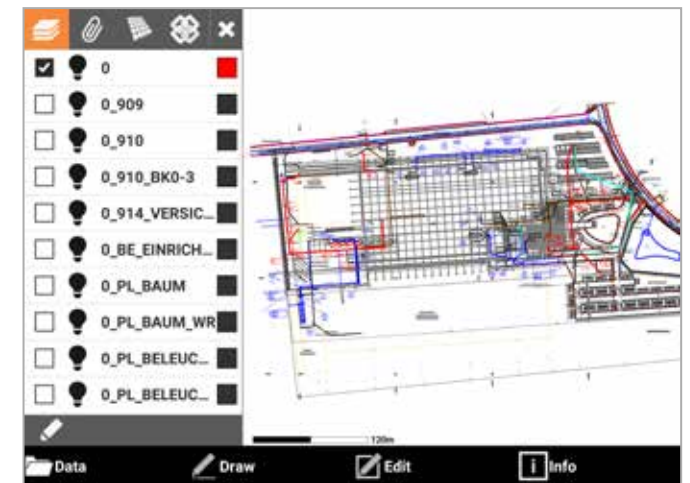 0
0_909
0_910
0_910_BK0-3
0_914_VERSIC...
0_BE_EINRICH...
0_PL_BAUM
0_PL_BAUM_WR
0_PL_BELEUC...
0_PL_BELEUC...
120m
Data Draw Edit Info